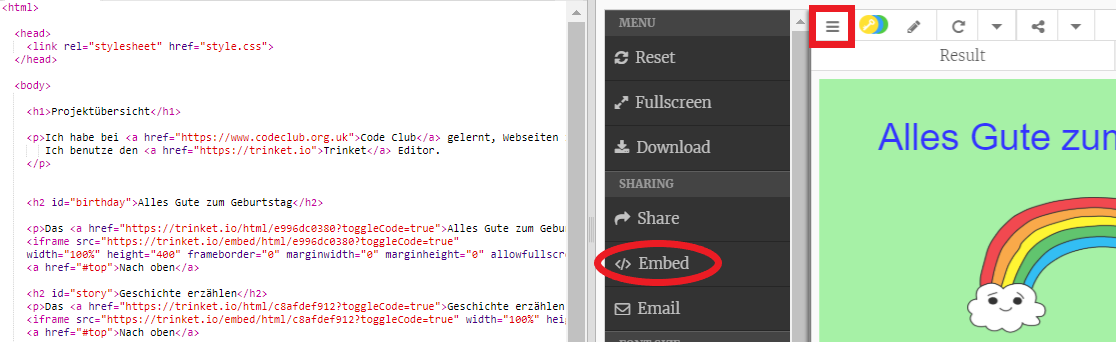 <html>
<head>
<link rel="stylesheet" href="style.css">
</head>
<body>
<h1>Projektübersicht</h1>
<p>Ich habe bei <a href="https://www.codeclub.org.uk">Code Club</a> gelernt, Webseiten
Ich benutze den <a href="https://trinket.io">Trinket</a> Editor.
</p>
<h2 id="birthday">Alles Gute zum Geburtstag</h2>
<p>Das <a href="https://trinket.io/html/e996dc0380?toggleCode=true">Alles Gute zum Gebu
<iframe src="https://trinket.io/embed/html/e996dc0380?toggleCode=true"
width="100%" height="400" frameborder="0" marginwidth="0" marginheight="0" allowfullscr
<a href="#top">Nach oben</a>
<h2 id="story">Geschichte erzählen</h2>
<p>Das <a href="https://trinket.io/html/c8afdef912?toggleCode=true">Geschichte erzählen
<iframe src="https://trinket.io/embed/html/c8afdef912?toggleCode=true" width="100%" hei
<a href="#top">Nach oben</a>
MENU
Reset
Fullscreen
Download
SHARING
Share
Embed
Email
Result
Alles Gute zum